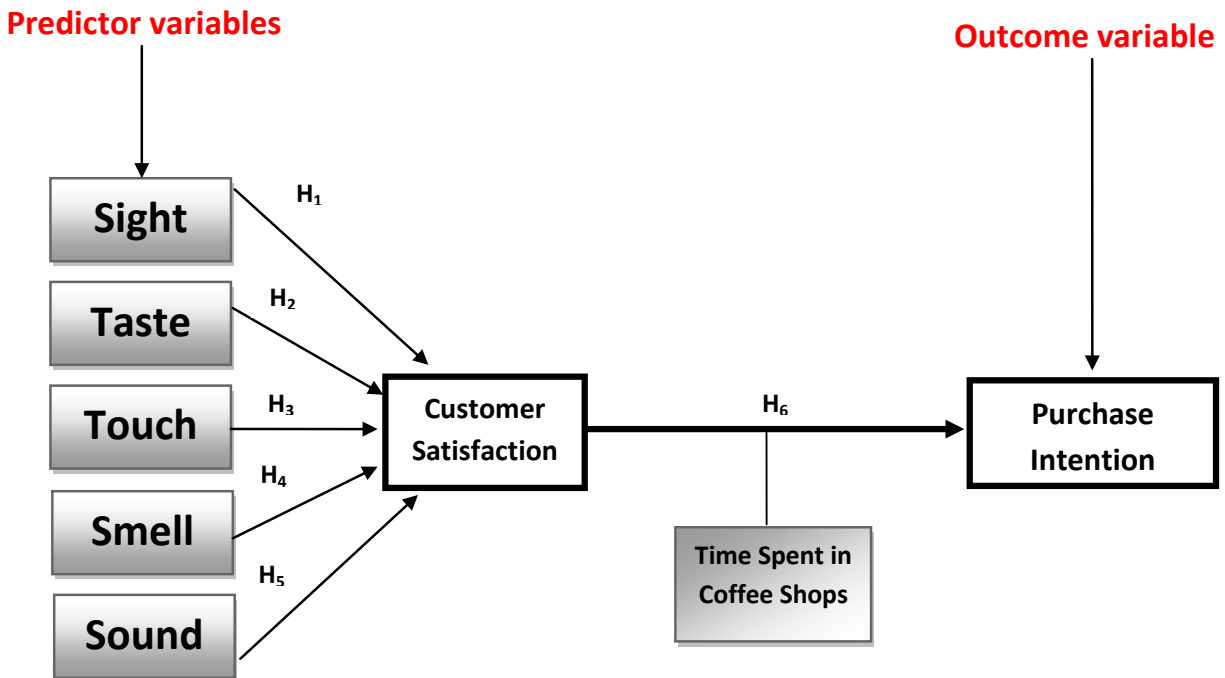 Predictor variables
Outcome variable
Sight
H₁
Taste
H₂
Touch
H₃
Smell
H₄
Sound
H₅
Customer
Satisfaction
H₆
Purchase
Intention
Time Spent in
Coffee Shops